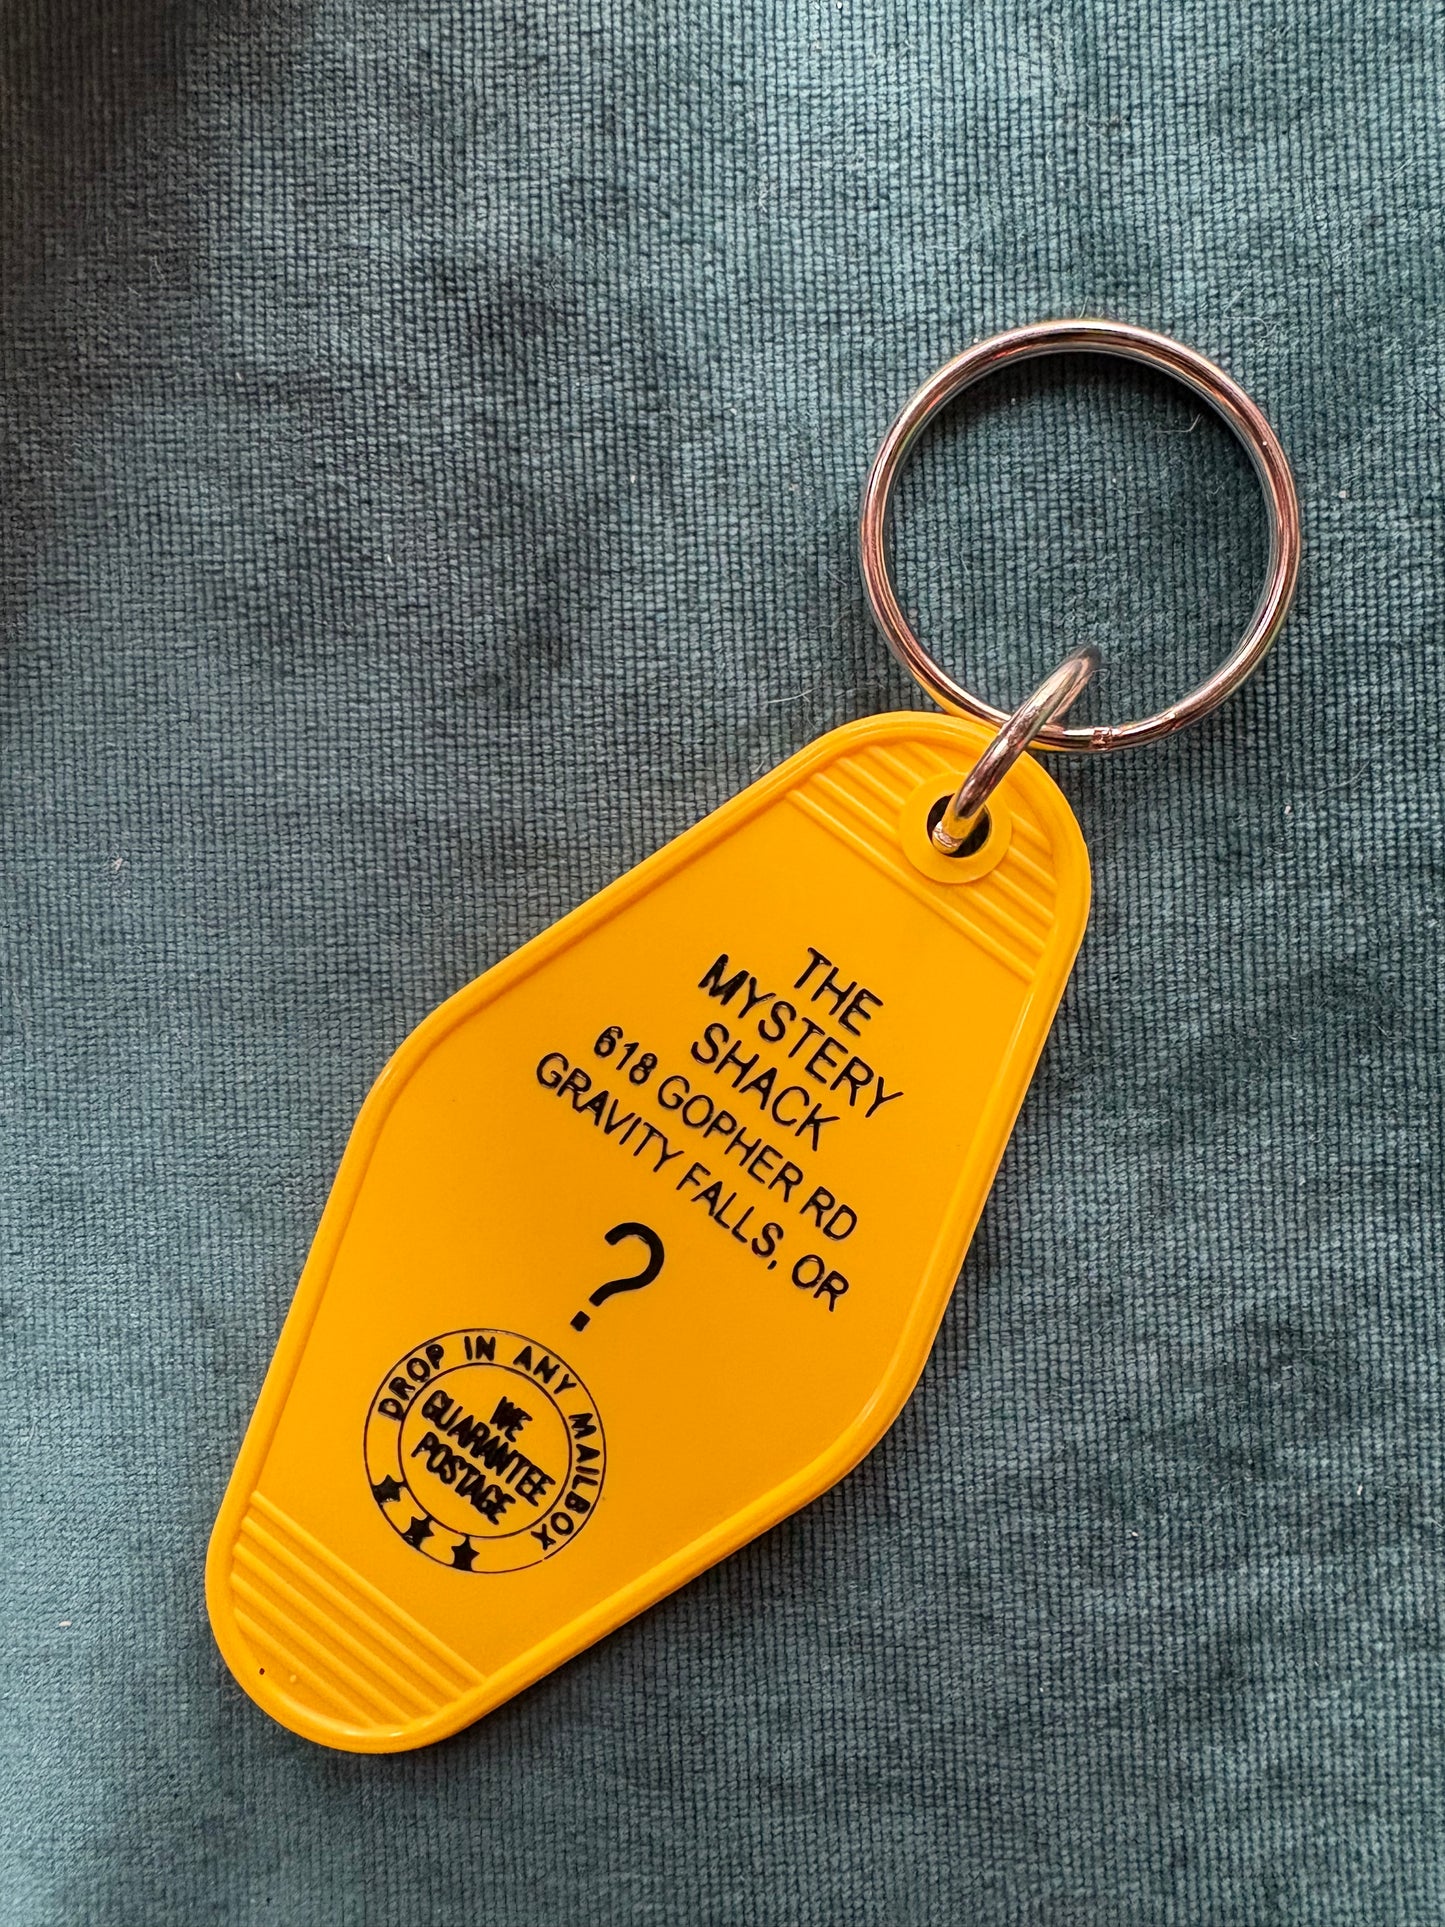 THE
MYSTERY
SHACK
618 GOPHER RD
GRAVITY FALLS, OR
?
DROP IN ANY MAILBOX
WE
GUARANTEE
POSTAGE